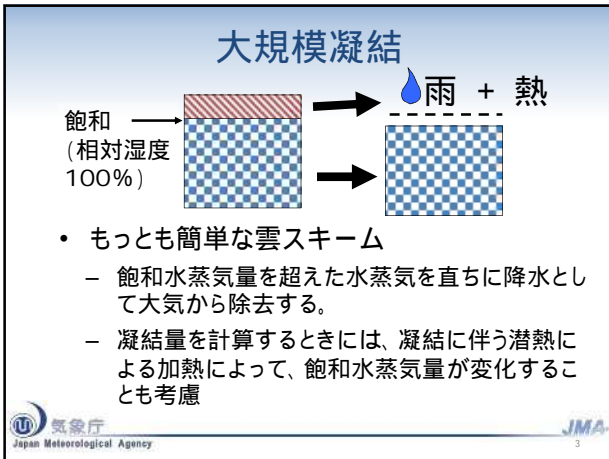 大規模凝結
雨 + 熱
飽和
(相対湿度
100%)
• もっとも簡単な雲スキーム
– 飽和水蒸気量を超えた水蒸気を直ちに降水とし
て大気から除去する。
– 凝結量を計算するときには、凝結に伴う潜熱に
よる加熱によって、飽和水蒸気量が変化するこ
とも考慮
気象庁
Japan Meteorological Agency
JMA
3